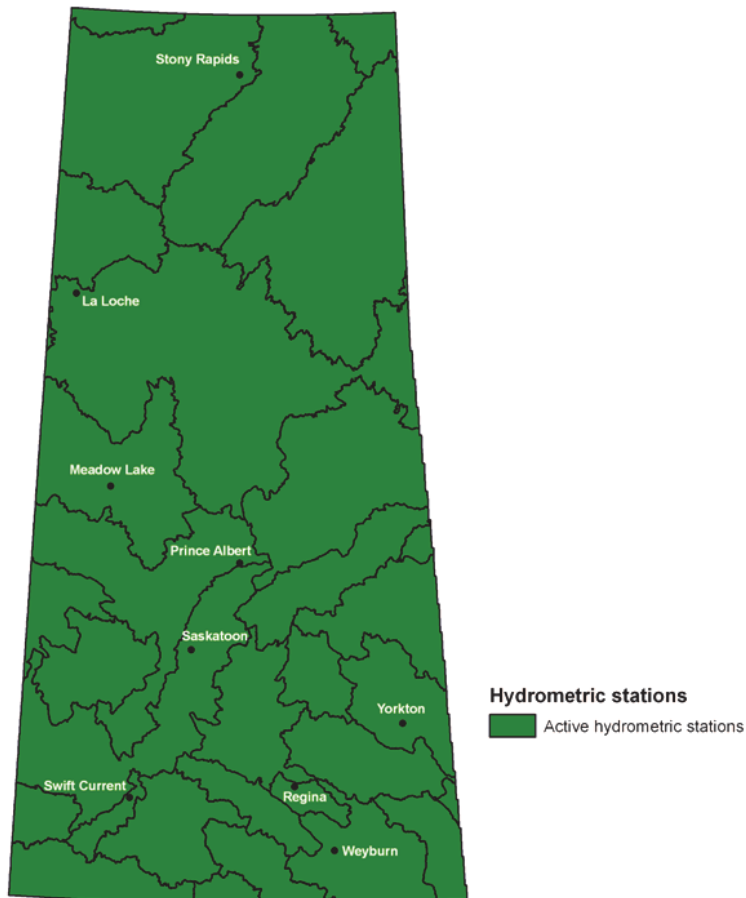 Stony Rapids
La Loche
Meadow Lake
Prince Albert
Saskatoon
Hydrometric stations
Yorkton
Active hydrometric stations
Swift Current
Regina
Weyburn